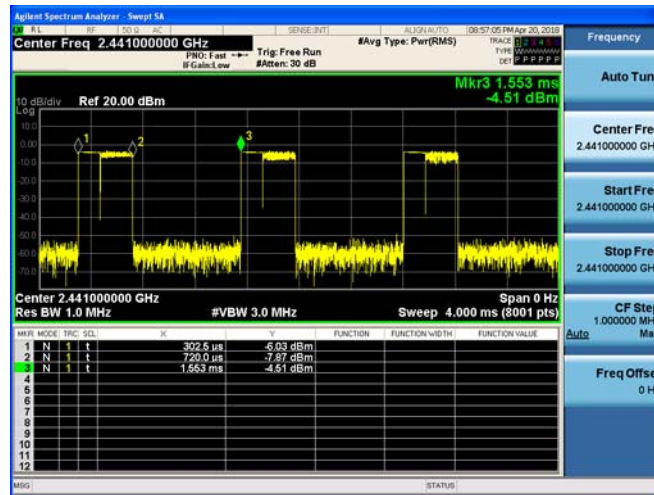 Agilent Spectrum Analyzer - Swept SA
RL RF 50 Ω AC SENSE:INT ALIGNAUTO 08:57:05 PM Apr 20, 2018
Center Freq 2.441000000 GHz
PNO: Fast
IFGain:Low
Trig: Free Run
#Atten: 30 dB
#Avg Type: Pwr(RMS)
TRACE 1 2 3 4 5 6
TYPE
DET P P P P P P
Mkr3 1.553 ms
-4.51 dBm
10 dB/div Ref 20.00 dBm
Log
10.0
0.00
-10.0
-20.0
-30.0
-40.0
-50.0
-60.0
-70.0
1
2
3
Center 2.441000000 GHz Span 0 Hz
Res BW 1.0 MHz #VBW 3.0 MHz Sweep 4.000 ms (8001 pts)
MKR MODE TRC SCL X Y FUNCTION FUNCTION WIDTH FUNCTION VALUE
1 N 1 t 302.5 µs -6.03 dBm
2 N 1 t 720.0 µs -7.87 dBm
3 N 1 t 1.553 ms -4.51 dBm
4
5
6
7
8
9
10
11
12
MSG STATUS
Frequency
Auto Tun
Center Fre
2.441000000 GH
Start Fre
2.441000000 GH
Stop Fre
2.441000000 GH
CF Ste
1.000000 MH
Auto Ma
Freq Offse
0 H